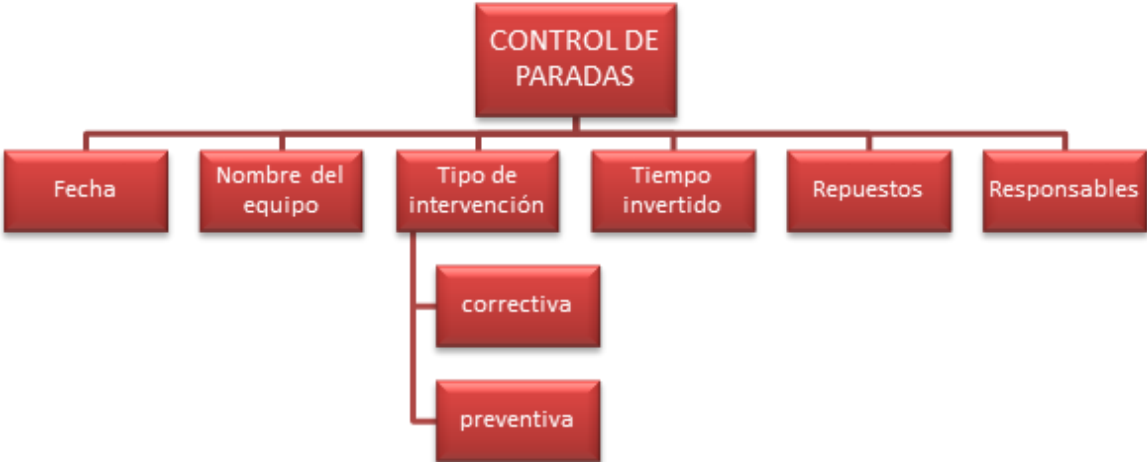 CONTROL DE
PARADAS
Fecha
Nombre del
equipo
Tipo de
intervención
Tiempo
invertido
Repuestos
Responsables
correctiva
preventiva